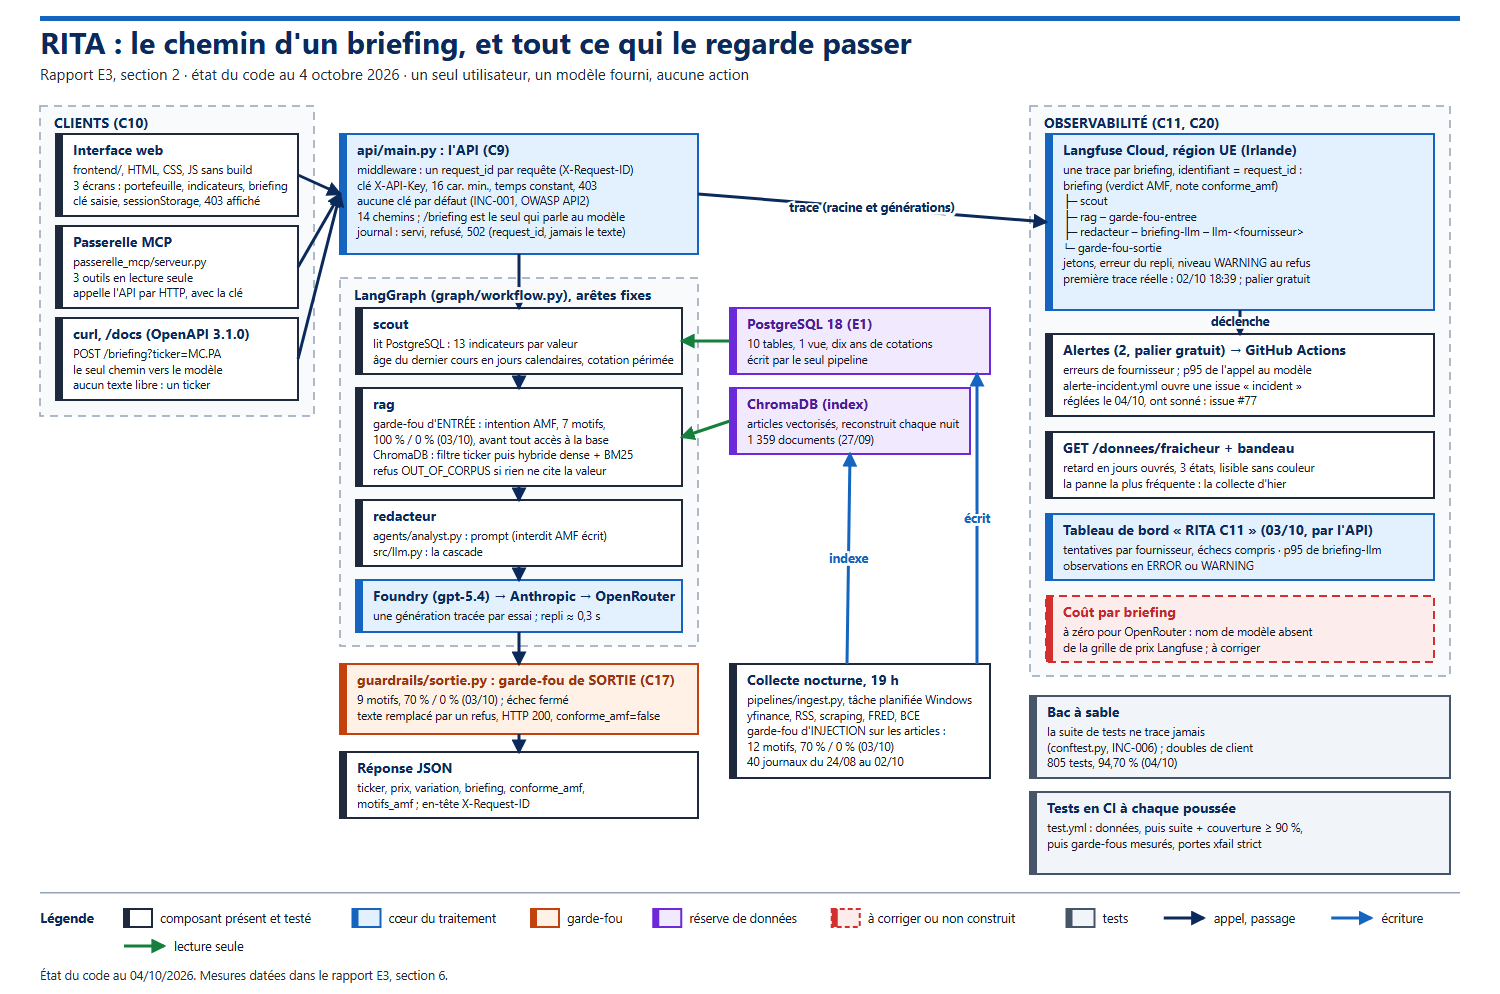 RITA : le chemin d'un briefing, et tout ce qui le regarde passer
Rapport E3, section 2 · état du code au 4 octobre 2026 · un seul utilisateur, un modèle fourni, aucune action
CLIENTS (C10)
Interface web
frontend/, HTML, CSS, JS sans build
3 écrans : portefeuille, indicateurs, briefing
clé saisie, sessionStorage, 403 affiché
Passerelle MCP
passerelle_mcp/serveur.py
3 outils en lecture seule
appelle l'API par HTTP, avec la clé
curl, /docs (OpenAPI 3.1.0)
POST /briefing?ticker=MC.PA
le seul chemin vers le modèle
aucun texte libre : un ticker
api/main.py : l'API (C9)
middleware : un request_id par requête (X-Request-ID)
clé X-API-Key, 16 car. min., temps constant, 403
aucune clé par défaut (INC-001, OWASP API2)
14 chemins ; /briefing est le seul qui parle au modèle
journal : servi, refusé, 502 (request_id, jamais le texte)
trace (racine et générations)
LangGraph (graph/workflow.py), arêtes fixes
scout
lit PostgreSQL : 13 indicateurs par valeur
âge du dernier cours en jours calendaires, cotation périmée
rag
garde-fou d'ENTRÉE : intention AMF, 7 motifs,
100 % / 0 % (03/10), avant tout accès à la base
ChromaDB : filtre ticker puis hybride dense + BM25
refus OUT_OF_CORPUS si rien ne cite la valeur
redacteur
agents/analyst.py : prompt (interdit AMF écrit)
src/llm.py : la cascade
Foundry (gpt-5.4) → Anthropic → OpenRouter
une génération tracée par essai ; repli ≈ 0,3 s
guardrails/sortie.py : garde-fou de SORTIE (C17)
9 motifs, 70 % / 0 % (03/10) ; échec fermé
texte remplacé par un refus, HTTP 200, conforme_amf=false
Réponse JSON
ticker, prix, variation, briefing, conforme_amf,
motifs_amf ; en-tête X-Request-ID
PostgreSQL 18 (E1)
10 tables, 1 vue, dix ans de cotations
écrit par le seul pipeline
ChromaDB (index)
articles vectorisés, reconstruit chaque nuit
1 359 documents (27/09)
écrit
indexe
Collecte nocturne, 19 h
pipelines/ingest.py, tâche planifiée Windows
yfinance, RSS, scraping, FRED, BCE
garde-fou d'INJECTION sur les articles :
12 motifs, 70 % / 0 % (03/10)
40 journaux du 24/08 au 02/10
OBSERVABILITÉ (C11, C20)
Langfuse Cloud, région UE (Irlande)
une trace par briefing, identifiant = request_id :
briefing (verdict AMF, note conforme_amf)
├─ scout
├─ rag – garde-fou-entree
├─ redacteur – briefing-llm – llm-<fournisseur>
└─ garde-fou-sortie
jetons, erreur du repli, niveau WARNING au refus
première trace réelle : 02/10 18:39 ; palier gratuit
déclenche
Alertes (2, palier gratuit) → GitHub Actions
erreurs de fournisseur ; p95 de l'appel au modèle
alerte-incident.yml ouvre une issue « incident »
réglées le 04/10, ont sonné : issue #77
GET /donnees/fraicheur + bandeau
retard en jours ouvrés, 3 états, lisible sans couleur
la panne la plus fréquente : la collecte d'hier
Tableau de bord « RITA C11 » (03/10, par l'API)
tentatives par fournisseur, échecs compris · p95 de briefing-llm
observations en ERROR ou WARNING
Coût par briefing
à zéro pour OpenRouter : nom de modèle absent
de la grille de prix Langfuse ; à corriger
Bac à sable
la suite de tests ne trace jamais
(conftest.py, INC-006) ; doubles de client
805 tests, 94,70 % (04/10)
Tests en CI à chaque poussée
test.yml : données, puis suite + couverture ≥ 90 %,
puis garde-fous mesurés, portes xfail strict
Légende
composant présent et testé
cœur du traitement
garde-fou
réserve de données
à corriger ou non construit
tests
appel, passage
écriture
lecture seule
État du code au 04/10/2026. Mesures datées dans le rapport E3, section 6.